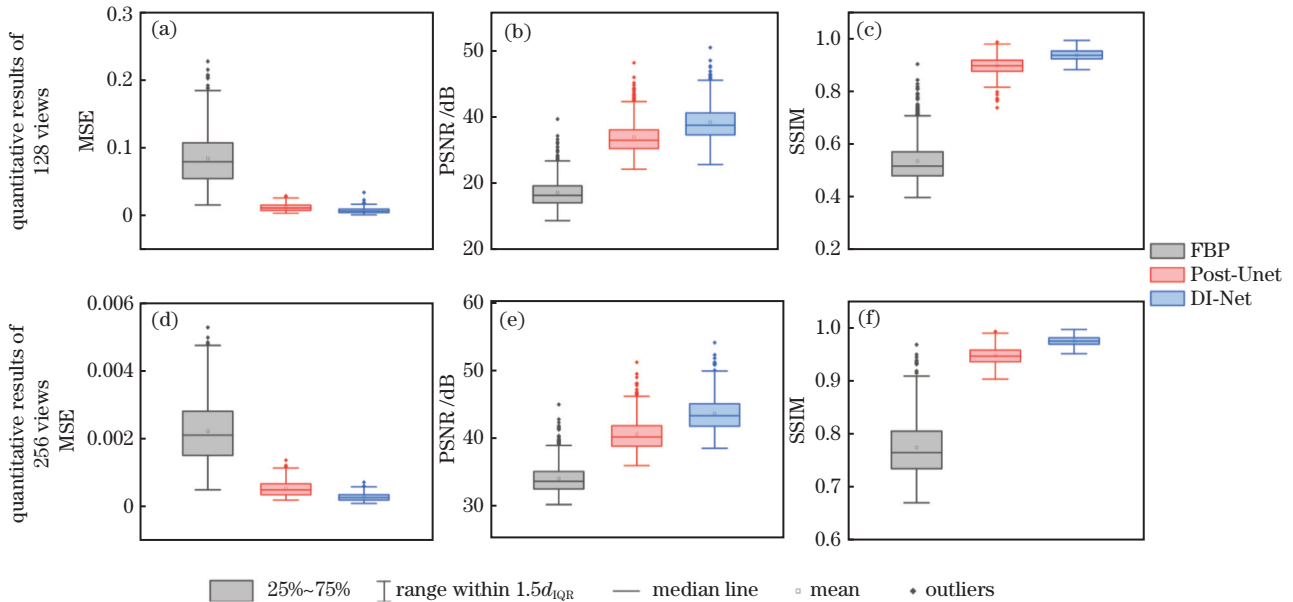 quantitative results of
128 views
MSE
0.3
0.2
0.1
0
(a)
PSNR /dB
50
40
20
20
(b)
SSIM
1.0
0.8
0.6
0.4
0.2
(c)
FBP
Post-Unet
DI-Net
quantitative results of
256 views
MSE
0.006
0.004
0.002
0
(d)
PSNR /dB
60
50
40
30
(e)
SSIM
1.0
0.9
0.8
0.7
0.6
(f)
25%~75% range within 1.5d_IQR median line mean outliers